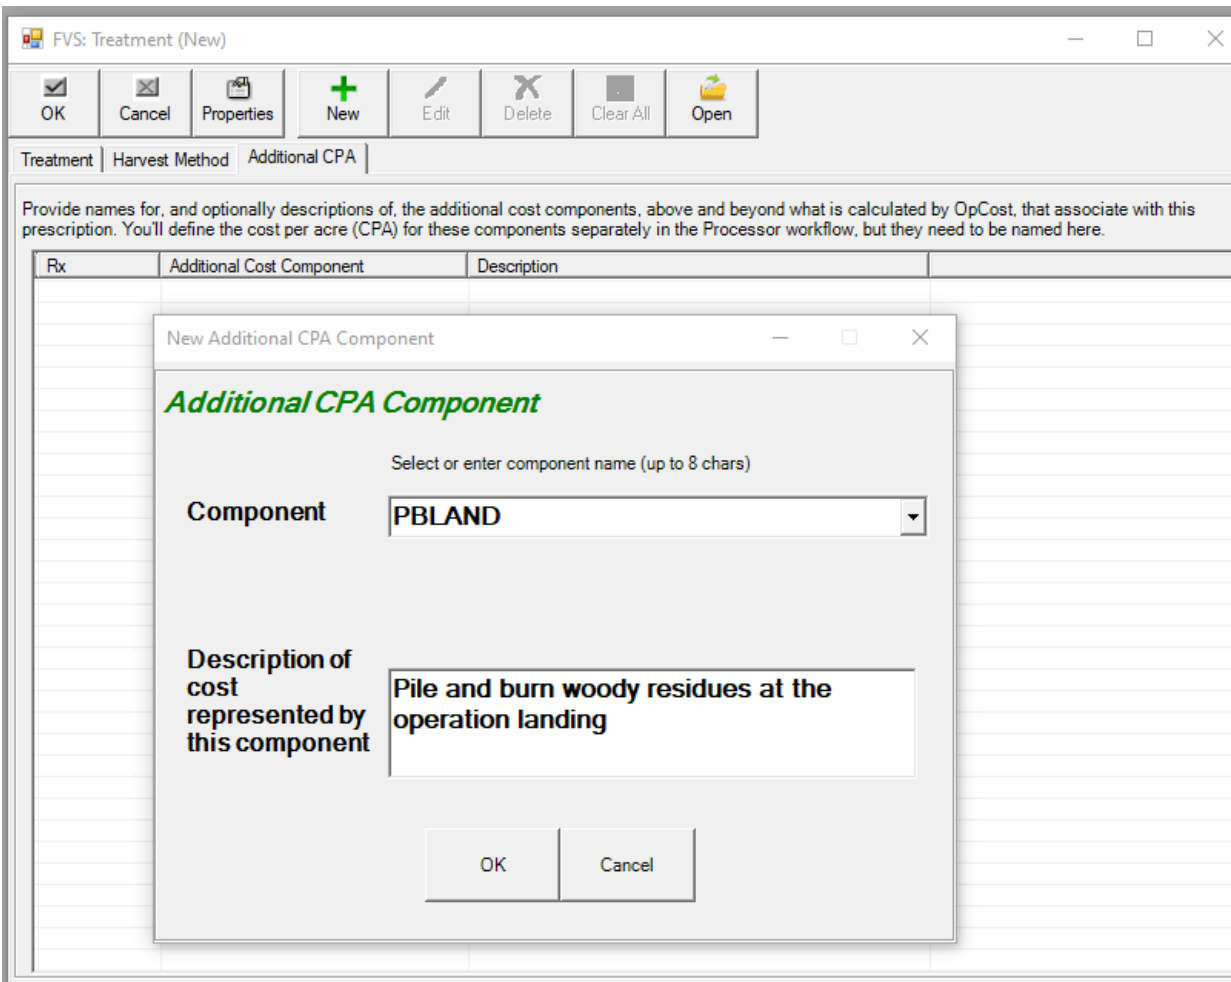 FVS: Treatment (New)
OK Cancel Properties New Edit Delete Clear All Open
Treatment Harvest Method Additional CPA
Provide names for, and optionally descriptions of, the additional cost components, above and beyond what is calculated by OpCost, that associate with this
prescription. You'll define the cost per acre (CPA) for these components separately in the Processor workflow, but they need to be named here.
Rx Additional Cost Component Description
New Additional CPA Component
Additional CPA Component
Select or enter component name (up to 8 chars)
Component PBLAND
Description of
cost
represented by
this component
Pile and burn woody residues at the
operation landing
OK Cancel